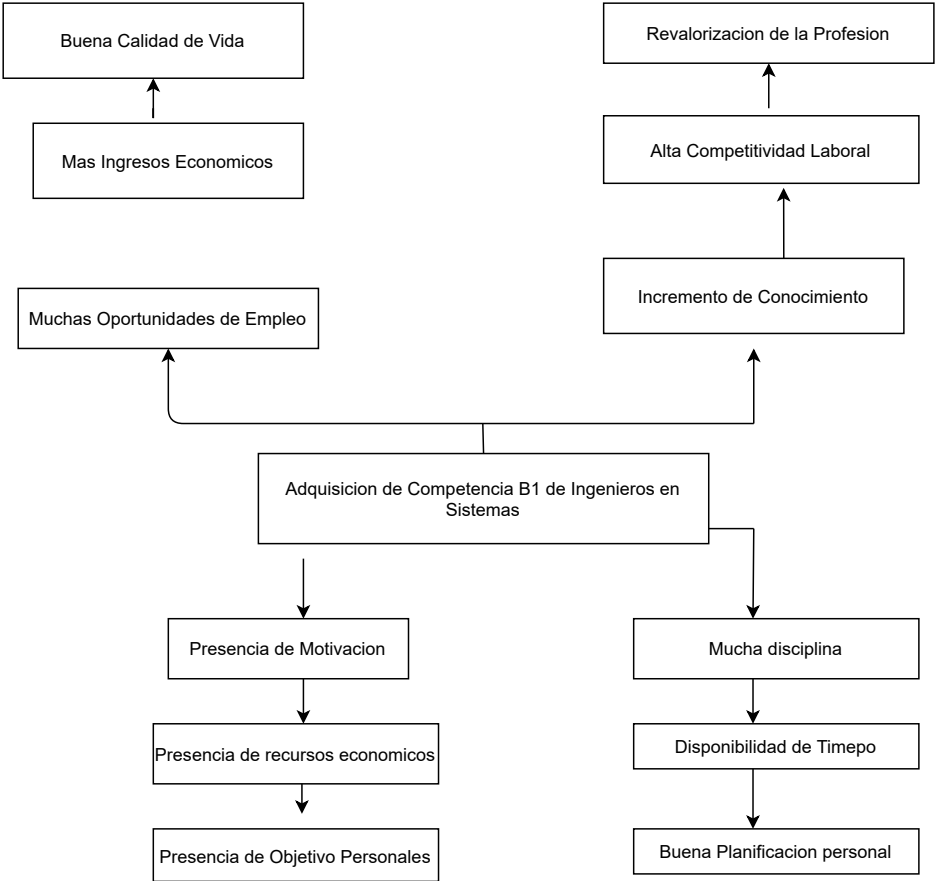 Buena Calidad de Vida
Revalorizacion de la Profesion
Mas Ingresos Economicos
Alta Competitividad Laboral
Muchas Oportunidades de Empleo
Incremento de Conocimiento
Adquisicion de Competencia B1 de Ingenieros en
Sistemas
Presencia de Motivacion
Mucha disciplina
Presencia de recursos economicos
Disponibilidad de Timepo
Presencia de Objetivo Personales
Buena Planificacion personal